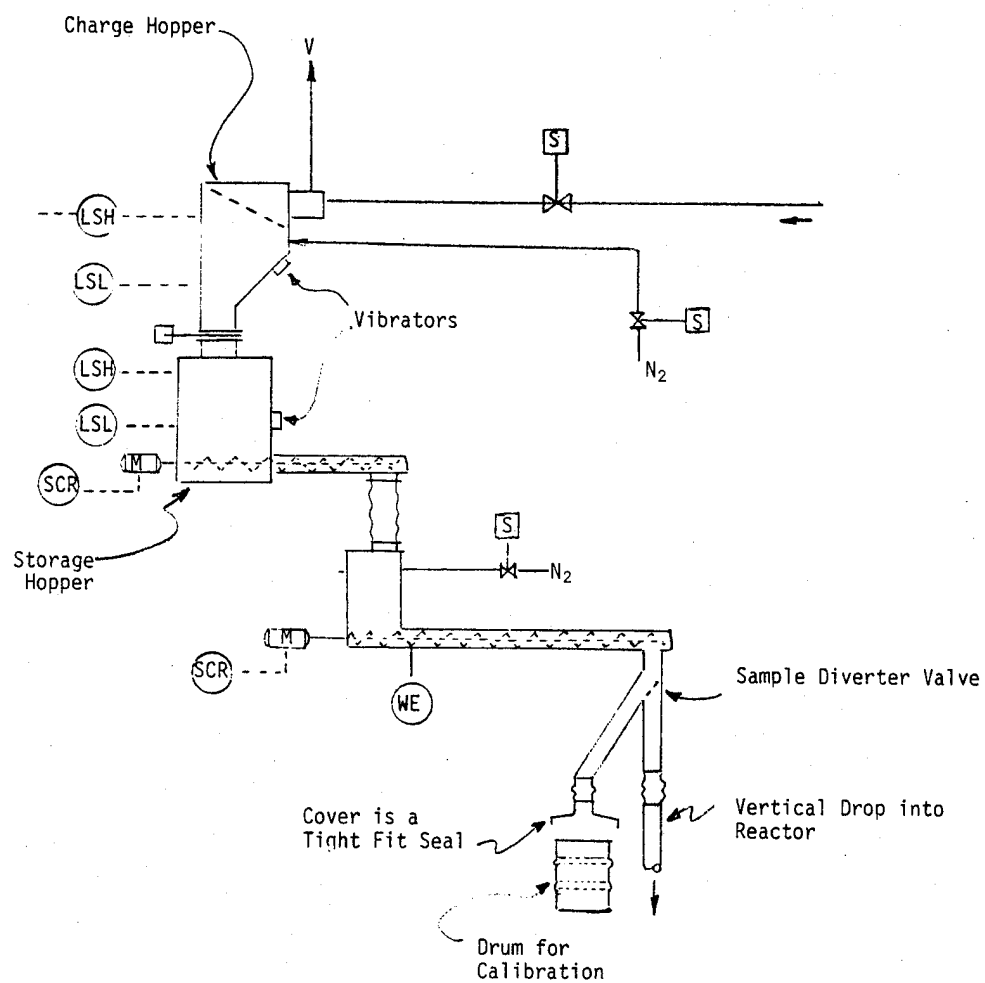 Charge Hopper
V
S
LSH
LSL
Vibrators
S
N2
LSH
LSL
M
SCR
Storage
Hopper
S
N2
M
SCR
WE
Sample Diverter Valve
Cover is a
Tight Fit Seal
Vertical Drop into
Reactor
Drum for
Calibration